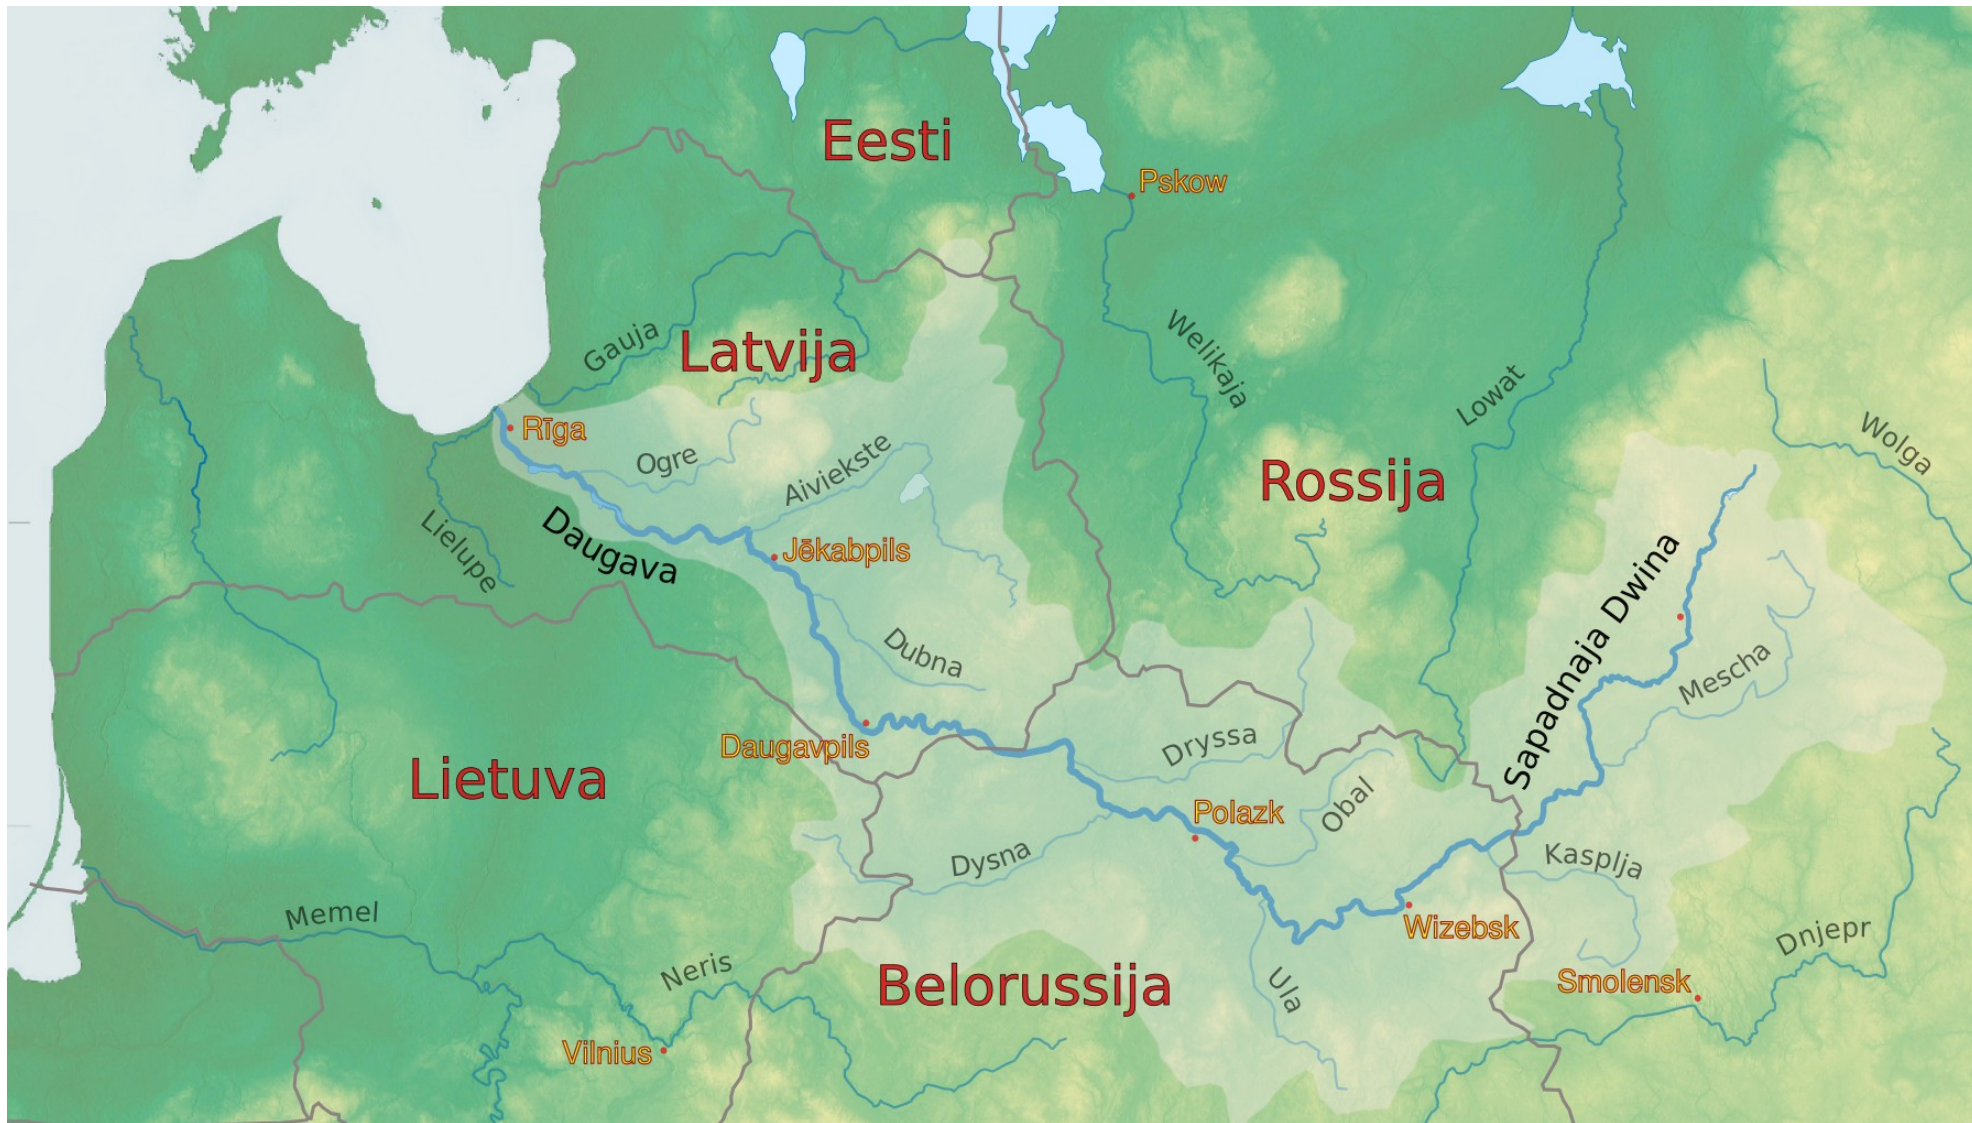 Eesti
Pskow
Gauja
Latvija
Welikaja
Lowat
Wolga
Rīga
Ogre
Aiviekste
Rossija
Lielupe
Daugava
Jēkabpils
Sapadnaja Dwina
Dubna
Mescha
Daugavpils
Dryssa
Lietuva
Obal
Polazk
Dysna
Kasplja
Memel
Wizebsk
Dnjepr
Neris
Belorussija
Ula
Smolensk
Vilnius